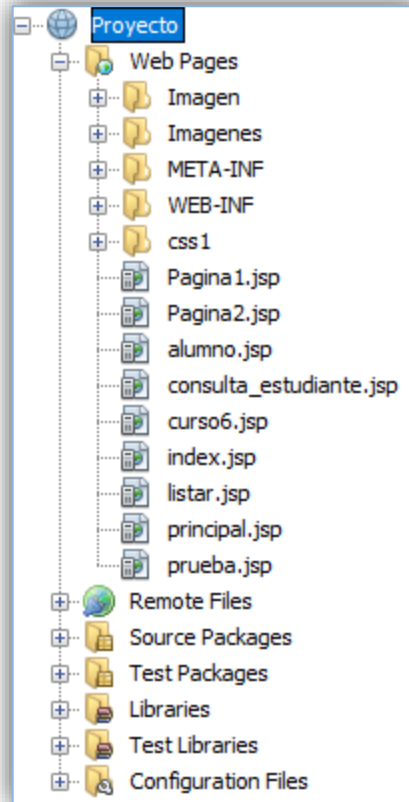 Proyecto
Web Pages
Imagen
Imagenes
META-INF
WEB-INF
css1
Pagina1.jsp
Pagina2.jsp
alumno.jsp
consulta_estudiante.jsp
curso6.jsp
index.jsp
listar.jsp
principal.jsp
prueba.jsp
Remote Files
Source Packages
Test Packages
Libraries
Test Libraries
Configuration Files